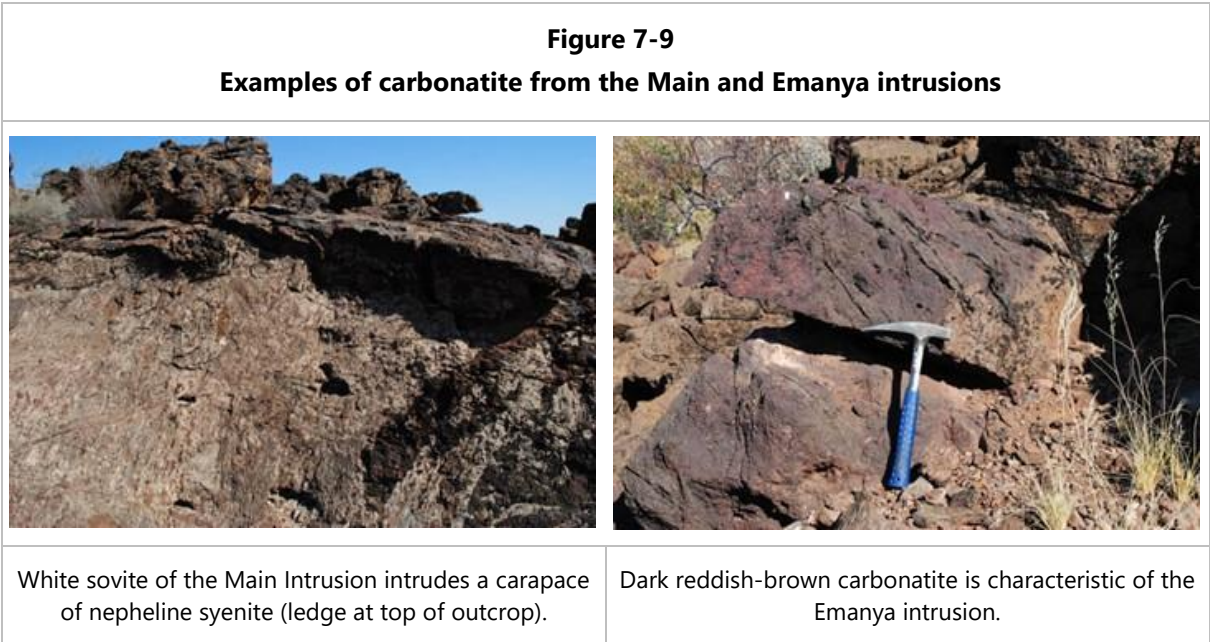 Figure 7-9
Examples of carbonatite from the Main and Emanya intrusions
White sovite of the Main Intrusion intrudes a carapace
of nepheline syenite (ledge at top of outcrop).
Dark reddish-brown carbonatite is characteristic of the
Emanya intrusion.